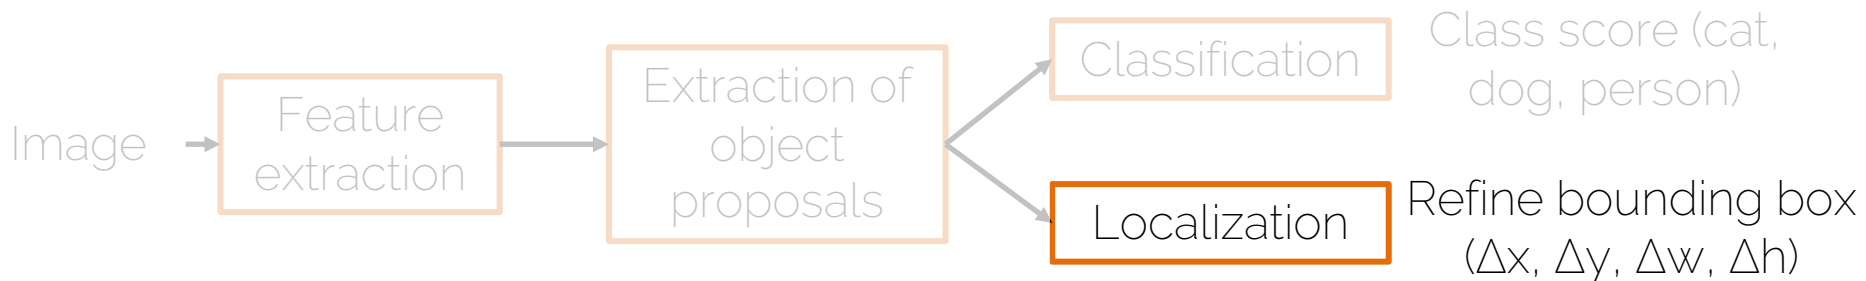 Image
Feature
extraction
Extraction of
object
proposals
Classification
Class score (cat,
dog, person)
Localization
Refine bounding box
(Δx, Δy, Δw, Δh)